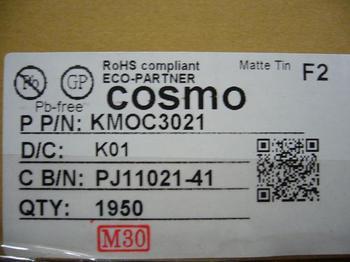 RoHS compliant
ECO-PARTNER
Matte Tin F2
Pb GP
Pb-free cosmo
P P/N: KMOC3021
D/C: K01
C B/N: PJ11021-41
QTY: 1950
M30